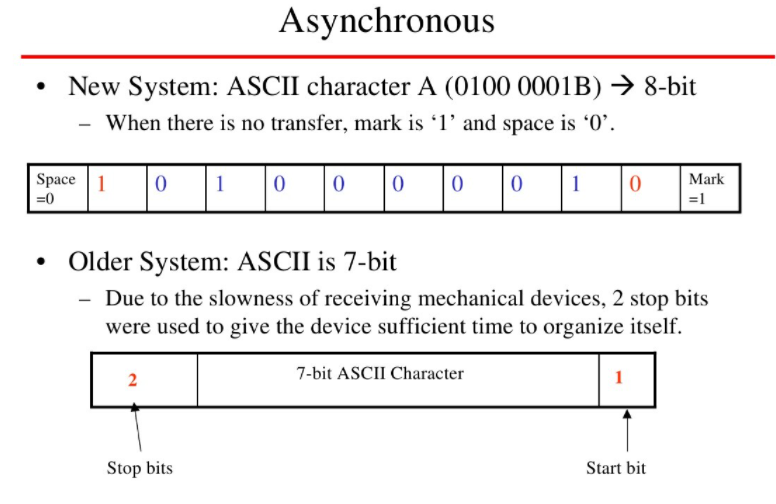 Asynchronous
• New System: ASCII character A (0100 0001B) → 8-bit
– When there is no transfer, mark is ‘1’ and space is ‘0’.
Space =0 1 0 1 0 0 0 0 0 1 0 Mark =1
• Older System: ASCII is 7-bit
– Due to the slowness of receiving mechanical devices, 2 stop bits
were used to give the device sufficient time to organize itself.
2 7-bit ASCII Character 1
Stop bits Start bit